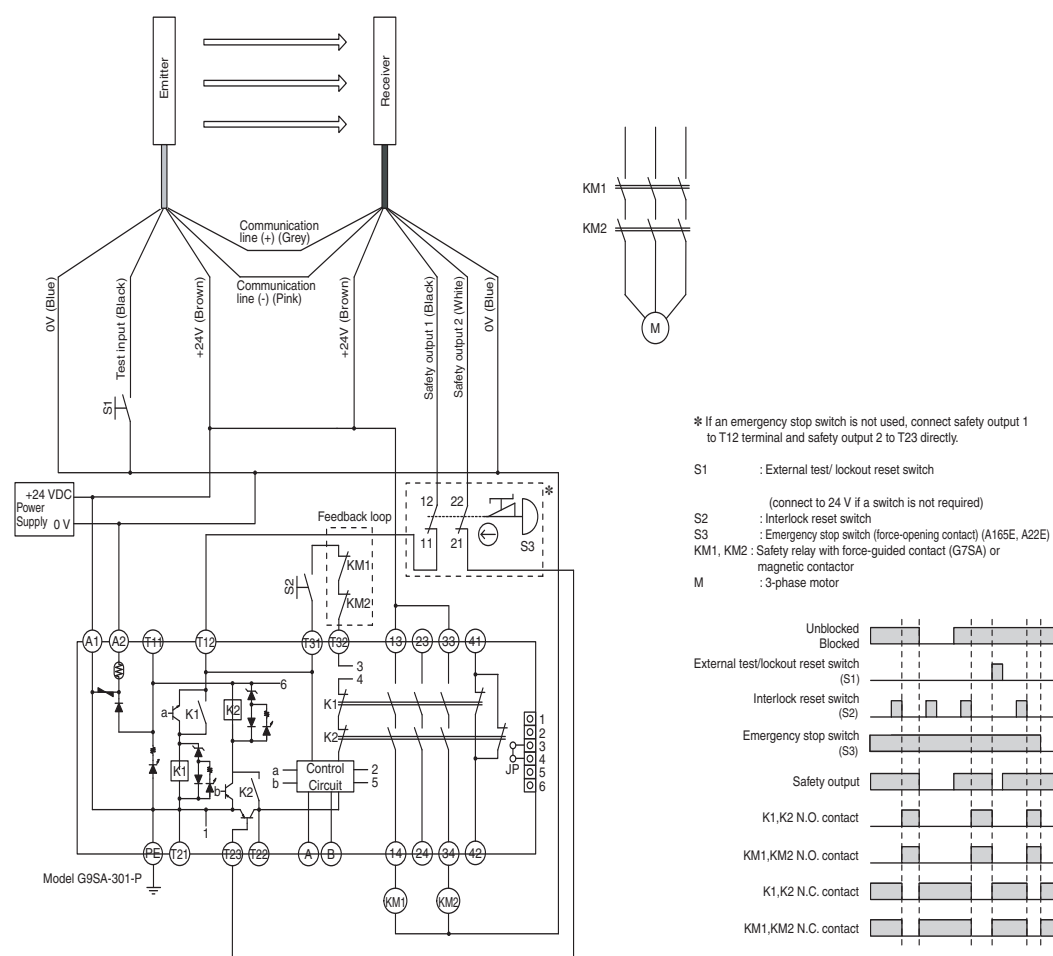 Emitter
Receiver
Communication
line (+) (Grey)
Communication
line (-) (Pink)
0V (Blue)
Test input (Black)
+24V (Brown)
+24V (Brown)
Safety output 1 (Black)
Safety output 2 (White)
0V (Blue)
S1
KM1
KM2
M
+24 VDC
Power
Supply
0 V
Feedback loop
S2
KM1
KM2
12
22
11
21
S3
✻
A1
A2
T11
T12
T31
T32
13
23
33
41
3
4
6
a
K1
K2
K1
K2
K1
b
K2
a
b
Control
Circuit
2
5
1
1
2
3
4
5
6
JP
PE
T21
T23
T22
A
B
14
24
34
42
Model G9SA-301-P
KM1
KM2
✻ If an emergency stop switch is not used, connect safety output 1
to T12 terminal and safety output 2 to T23 directly.
S1 : External test/ lockout reset switch
(connect to 24 V if a switch is not required)
S2 : Interlock reset switch
S3 : Emergency stop switch (force-opening contact) (A165E, A22E)
KM1, KM2 : Safety relay with force-guided contact (G7SA) or
magnetic contactor
M : 3-phase motor
Unblocked
Blocked
External test/lockout reset switch
(S1)
Interlock reset switch
(S2)
Emergency stop switch
(S3)
Safety output
K1,K2 N.O. contact
KM1,KM2 N.O. contact
K1,K2 N.C. contact
KM1,KM2 N.C. contact